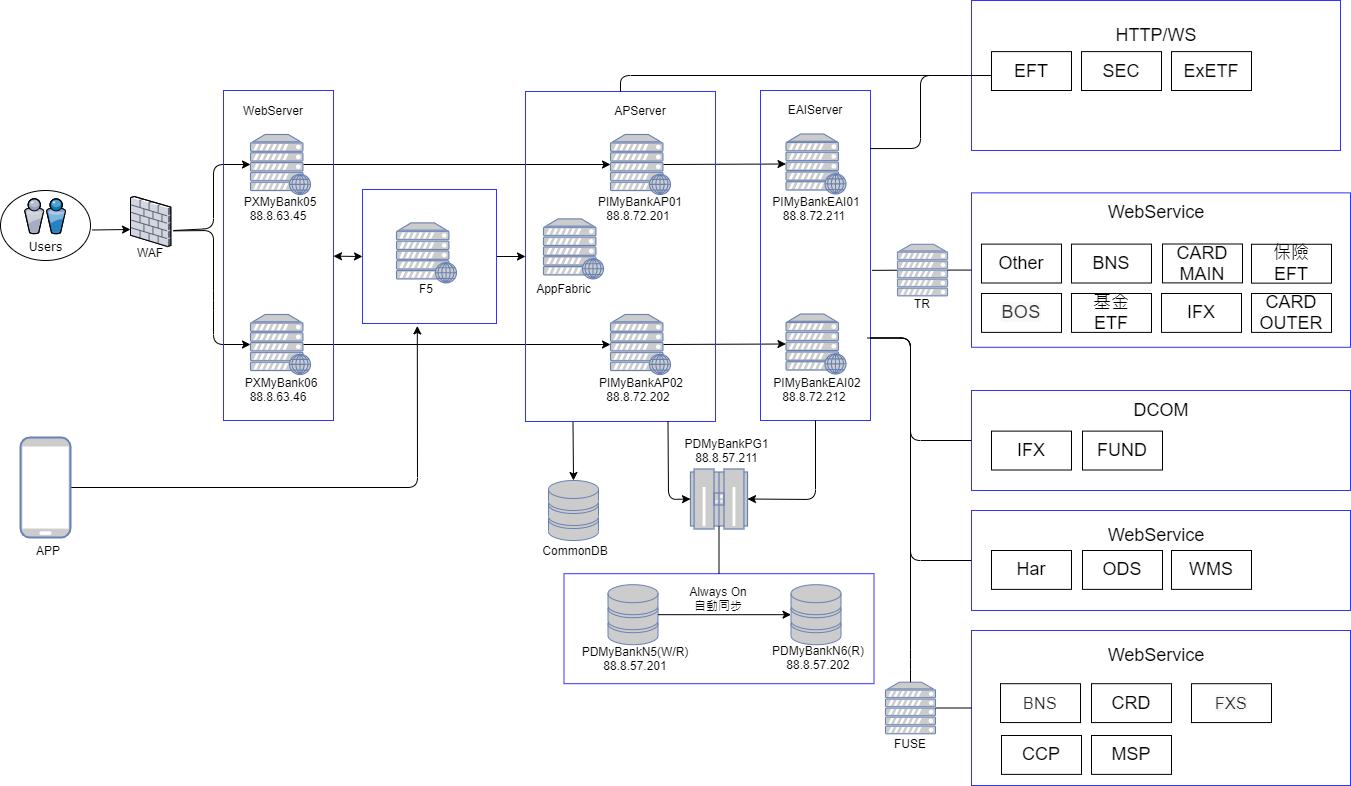 HTTP/WS
EFT
SEC
ExETF
WebServer
PXMyBank05
88.8.63.45
PXMyBank06
88.8.63.46
Users
WAF
F5
APServer
PIMyBankAP01
88.8.72.201
AppFabric
PIMyBankAP02
88.8.72.202
EAIServer
PIMyBankEAI01
88.8.72.211
PIMyBankEAI02
88.8.72.212
TR
WebService
Other
BNS
CARD
MAIN
保險
EFT
BOS
基金
ETF
IFX
CARD
OUTER
DCOM
IFX
FUND
APP
CommonDB
PDMyBankPG1
88.8.57.211
Always On
自動同步
PDMyBankN5(W/R)
88.8.57.201
PDMyBankN6(R)
88.8.57.202
WebService
Har
ODS
WMS
FUSE
WebService
BNS
CRD
FXS
CCP
MSP